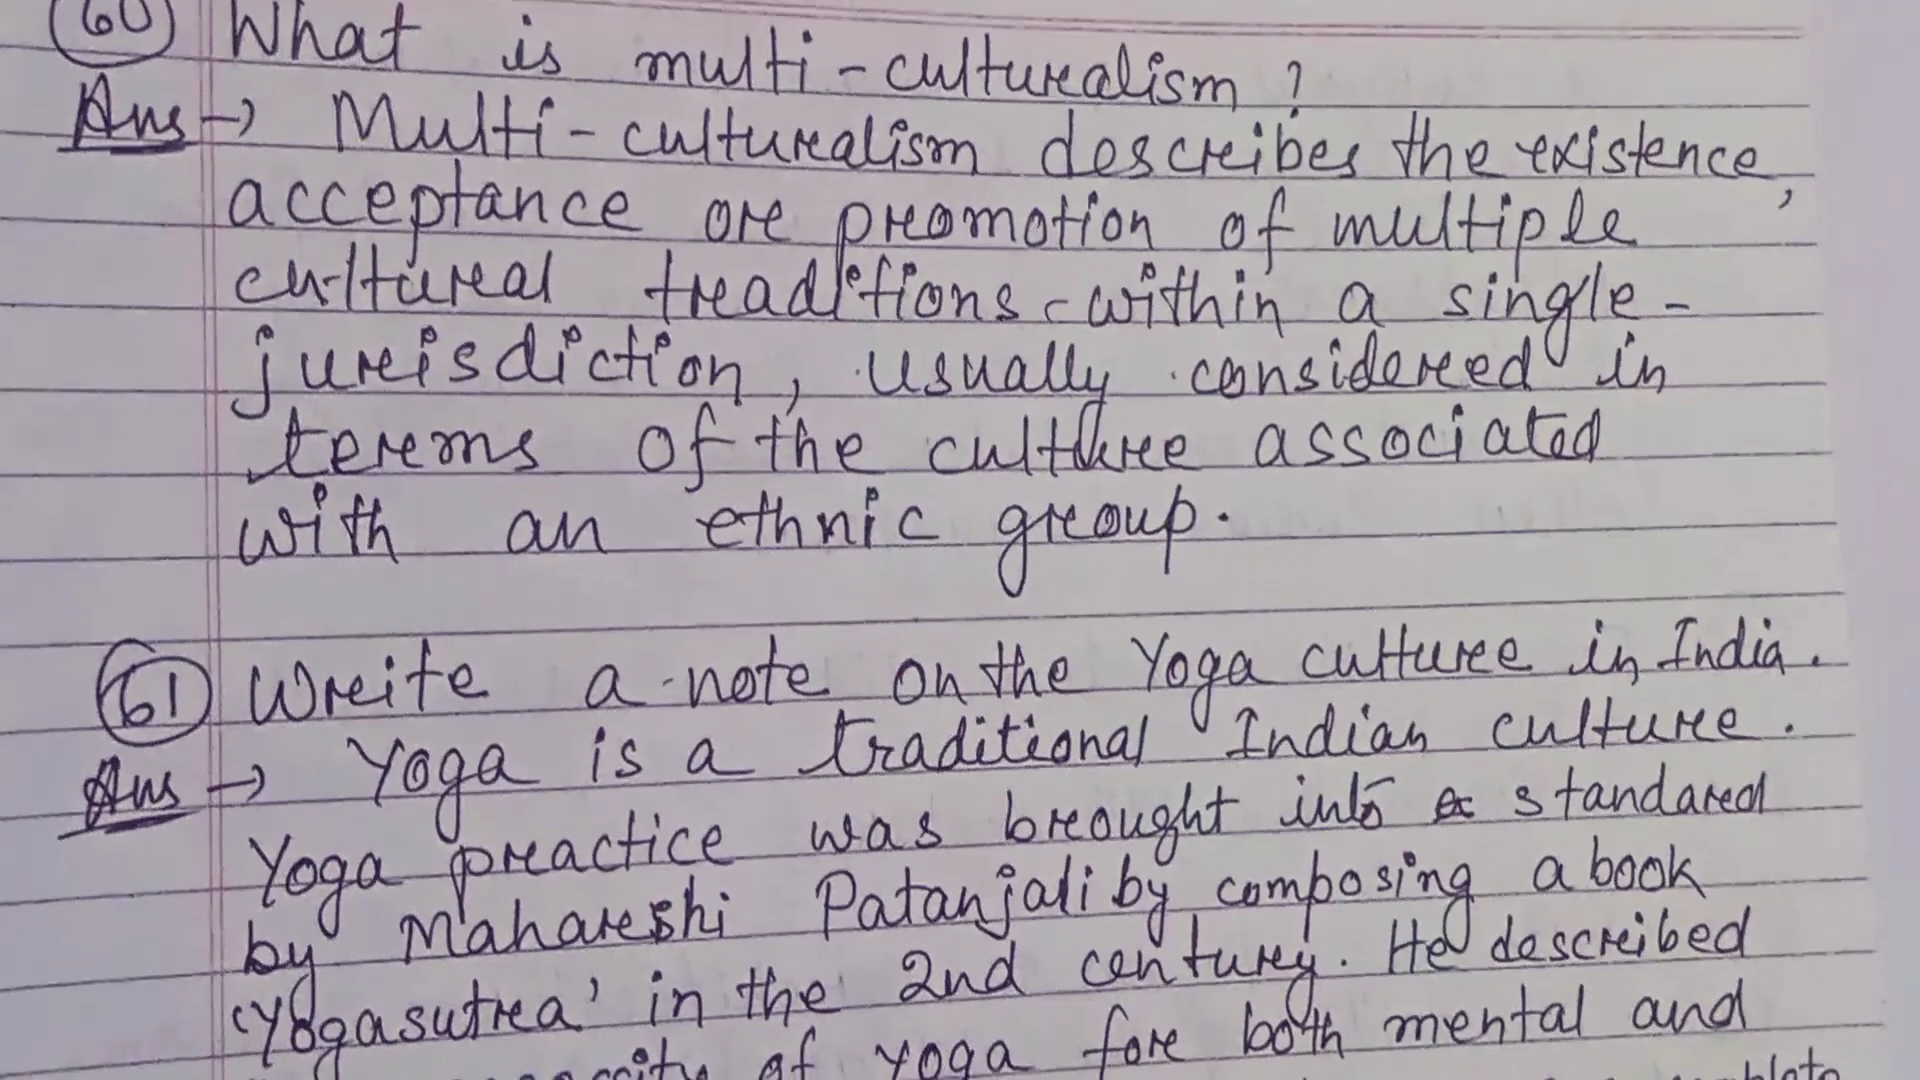 60 What is multi-culturalism?
Ans → Multi-culturalism describes the existence,
acceptance or promotion of multiple
cultural traditions within a single-
jurisdiction, usually considered in
terms of the culture associated
with an ethnic group.
61 Write a note on the Yoga culture in India.
Ans → Yoga is a traditional Indian culture.
Yoga practice was brought into a standard
by Maharshi Patanjali by composing a book
'Yogasutra' in the 2nd century. He described
of yoga for both mental and